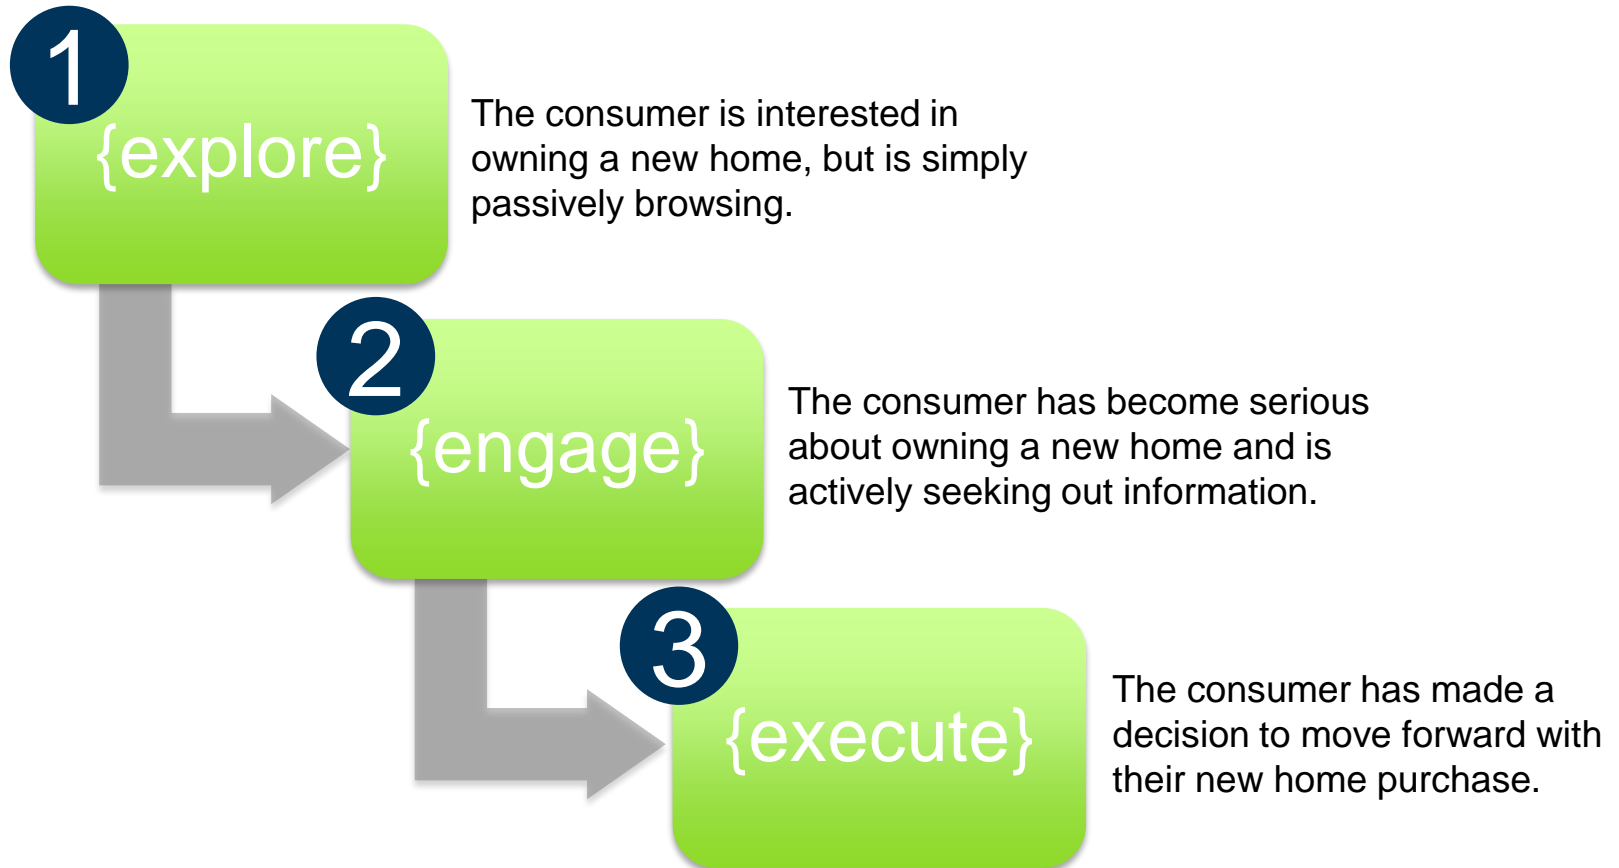 1
{explore}
The consumer is interested in
owning a new home, but is simply
passively browsing.
2
{engage}
The consumer has become serious
about owning a new home and is
actively seeking out information.
3
{execute}
The consumer has made a
decision to move forward with
their new home purchase.